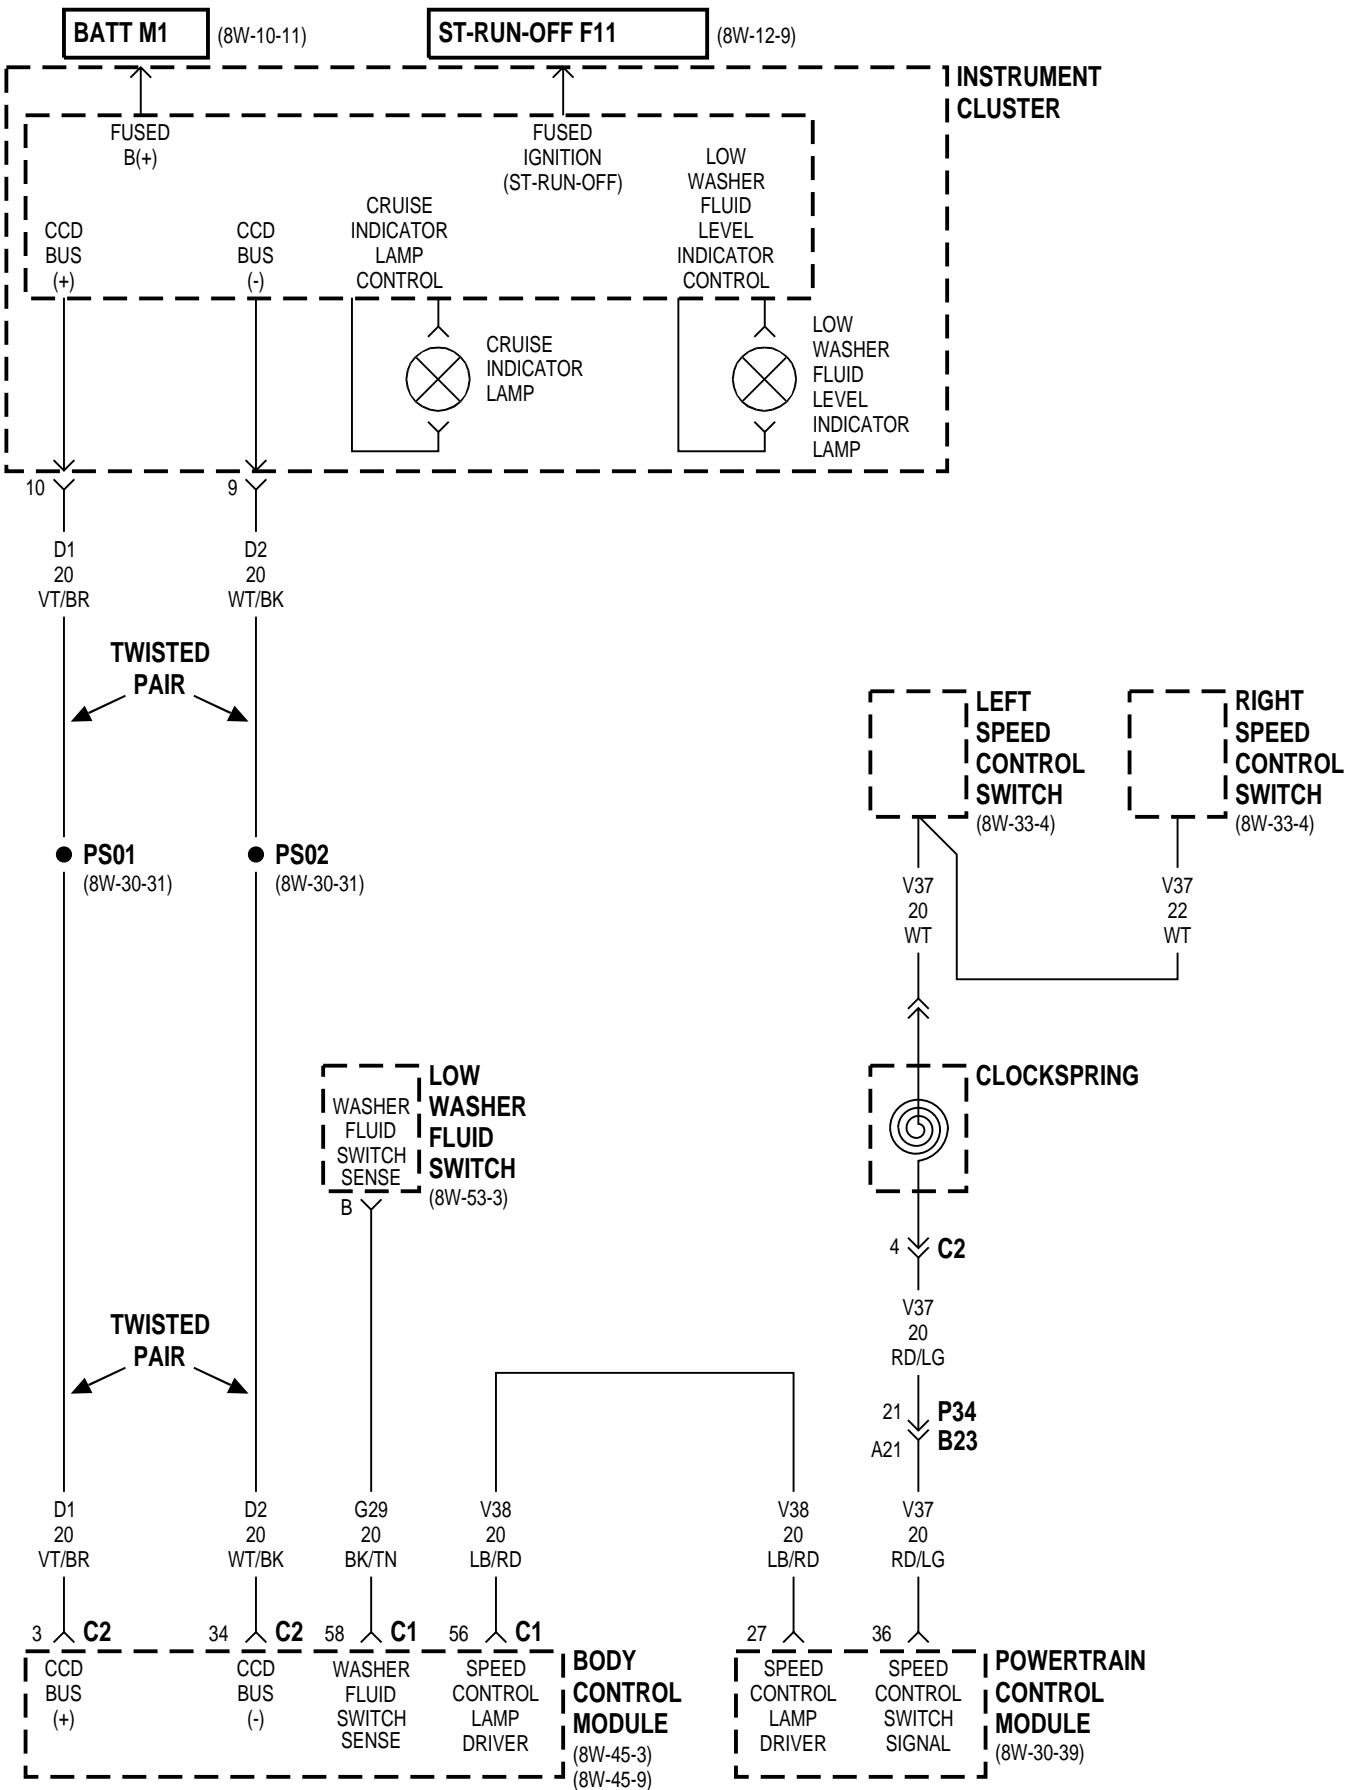 BATT M1 (8W-10-11)
ST-RUN-OFF F11 (8W-12-9)
INSTRUMENT
CLUSTER
FUSED
B(+)
FUSED
IGNITION
(ST-RUN-OFF)
LOW
WASHER
FLUID
LEVEL
INDICATOR
CONTROL
CRUISE
INDICATOR
LAMP
CONTROL
CCD
BUS
(+)
CCD
BUS
(-)
CRUISE
INDICATOR
LAMP
LOW
WASHER
FLUID
LEVEL
INDICATOR
LAMP
10
9
D1
20
VT/BR
D2
20
WT/BK
TWISTED
PAIR
LEFT
SPEED
CONTROL
SWITCH
(8W-33-4)
RIGHT
SPEED
CONTROL
SWITCH
(8W-33-4)
PS01
(8W-30-31)
PS02
(8W-30-31)
V37
20
WT
V37
22
WT
WASHER
FLUID
SWITCH
SENSE
LOW
WASHER
FLUID
SWITCH
(8W-53-3)
B
CLOCKSPRING
4 C2
V37
20
RD/LG
TWISTED
PAIR
21 P34
A21 B23
D1
20
VT/BR
D2
20
WT/BK
G29
20
BK/TN
V38
20
LB/RD
V38
20
LB/RD
V37
20
RD/LG
3 C2
34 C2
58 C1
56 C1
27
36
CCD
BUS
(+)
CCD
BUS
(-)
WASHER
FLUID
SWITCH
SENSE
SPEED
CONTROL
LAMP
DRIVER
BODY
CONTROL
MODULE
(8W-45-3)
(8W-45-9)
SPEED
CONTROL
LAMP
DRIVER
SPEED
CONTROL
SWITCH
SIGNAL
POWERTRAIN
CONTROL
MODULE
(8W-30-39)